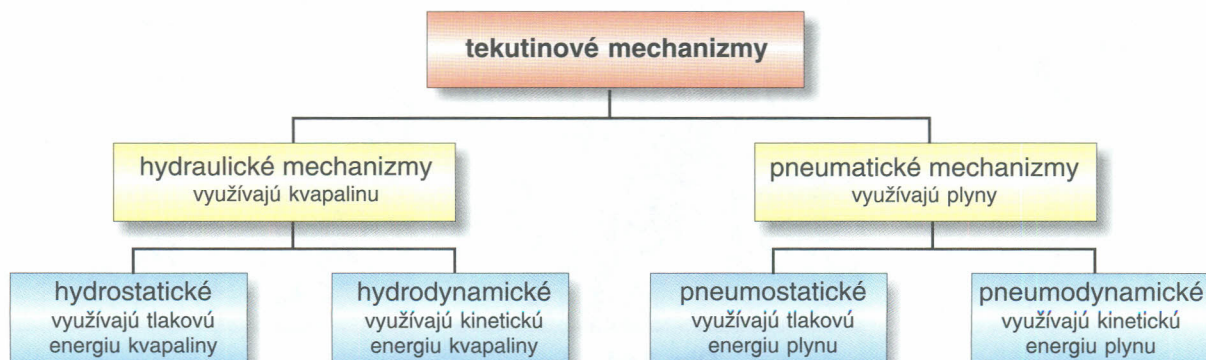 tekutinové mechanizmy
hydraulické mechanizmy
využívajú kvapalinu
pneumatické mechanizmy
využívajú plyny
hydrostatické
využívajú tlakovú
energiu kvapaliny
hydrodynamické
využívajú kinetickú
energiu kvapaliny
pneumostatické
využívajú tlakovú
energiu plynu
pneumodynamické
využívajú kinetickú
energiu plynu